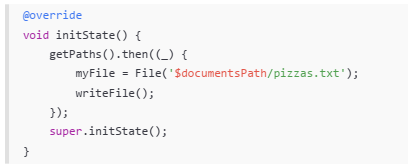 @override
void initState() {
    getPaths().then((_) {
        myFile = File('$documentsPath/pizzas.txt');
        writeFile();
    });
    super.initState();
}